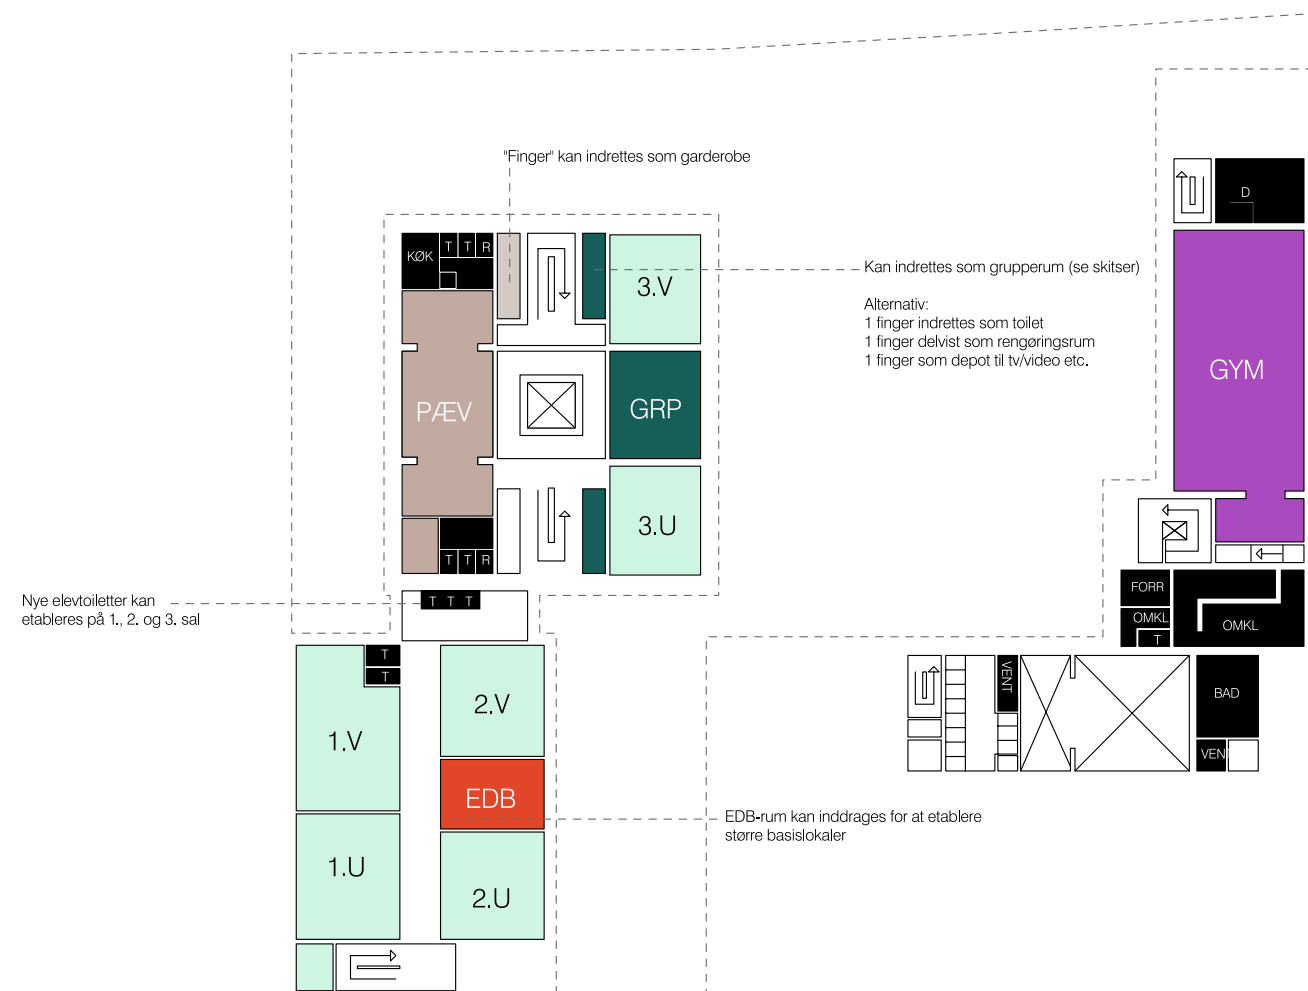 "Finger" kan indrettes som garderobe
D
KØK
T T R
3.V
Kan indrettes som grupperum (se skitser)
Alternativ:
1 finger indrettes som toilet
1 finger delvist som rengøringsrum
1 finger som depot til tv/video etc.
GYM
PÆV
GRP
3.U
T T R
Nye elevtoiletter kan
etableres på 1., 2. og 3. sal
T T T
FORR
OMKL
T
OMKL
T
T
2.V
1.V
VENT
BAD
VENT
EDB
EDB-rum kan inddrages for at etablere
større basislokaler
1.U
2.U